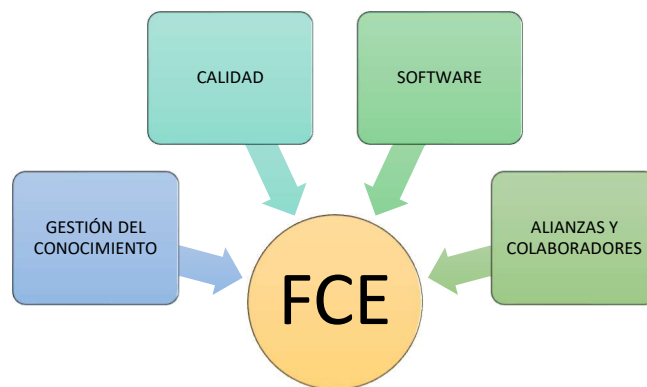 CALIDAD
SOFTWARE
GESTIÓN DEL
CONOCIMIENTO
ALIANZAS Y
COLABORADORES
FCE